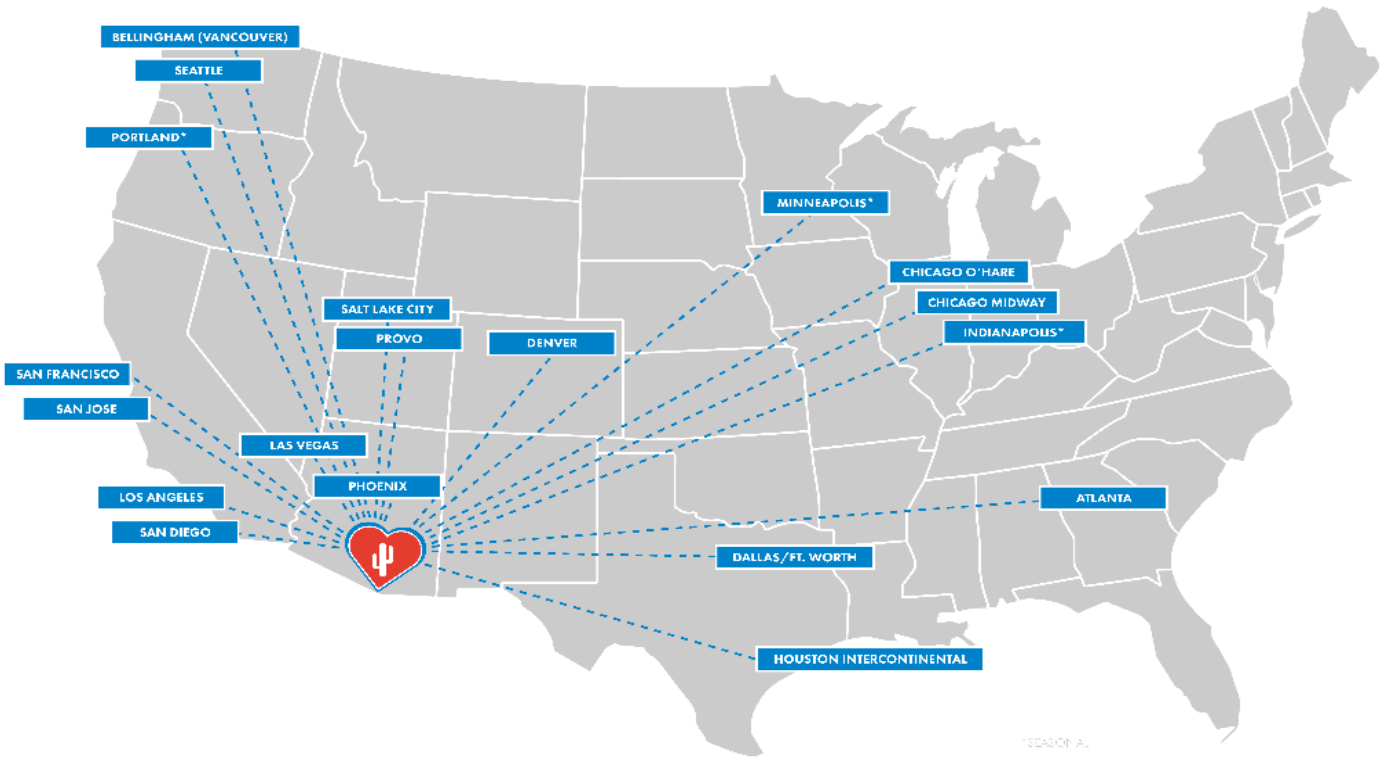 BELLINGHAM (VANCOUVER)
SEATTLE
PORTLAND*
MINNEAPOLIS*
CHICAGO O'HARE
CHICAGO MIDWAY
SALT LAKE CITY
INDIANAPOLIS*
PROVO
DENVER
SAN FRANCISCO
SAN JOSE
LAS VEGAS
PHOENIX
LOS ANGELES
ATLANTA
SAN DIEGO
DALLAS/FT. WORTH
HOUSTON INTERCONTINENTAL
*SEASONAL